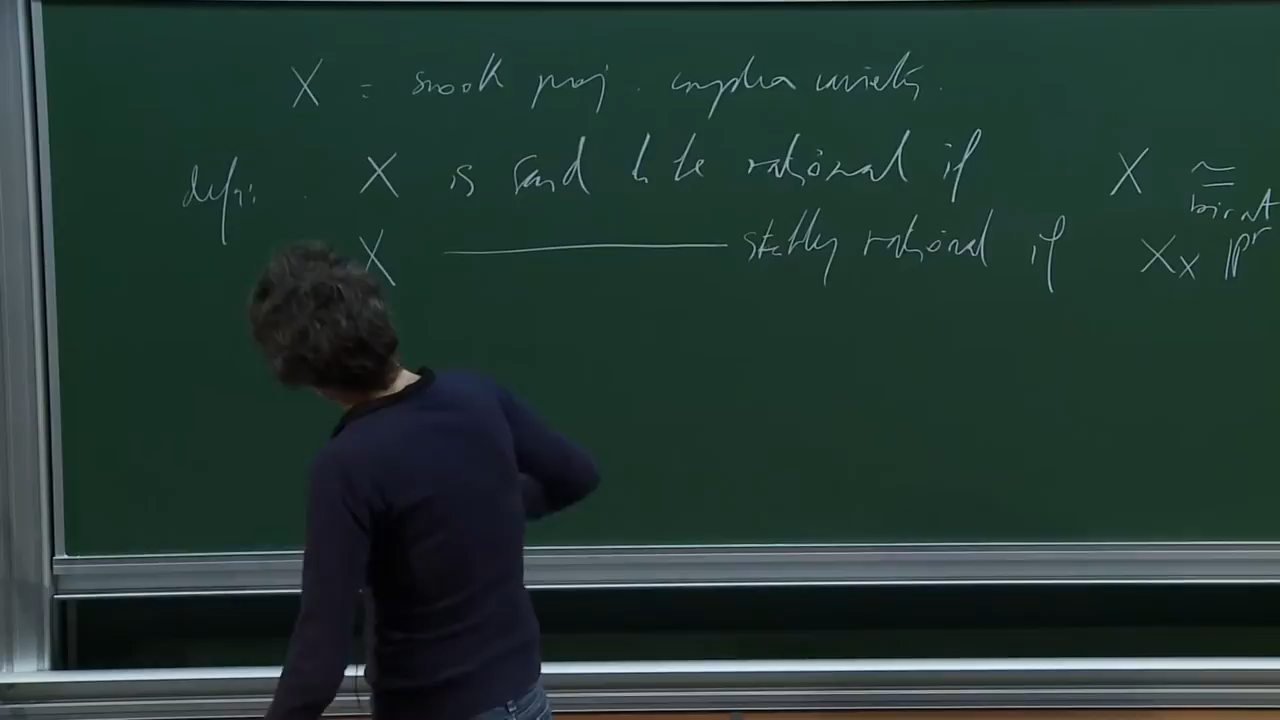 X = smooth proj. complex variety.
defn: X is said to be rational if X ≅
birat
X ———— stably rational if X × ℙʳ